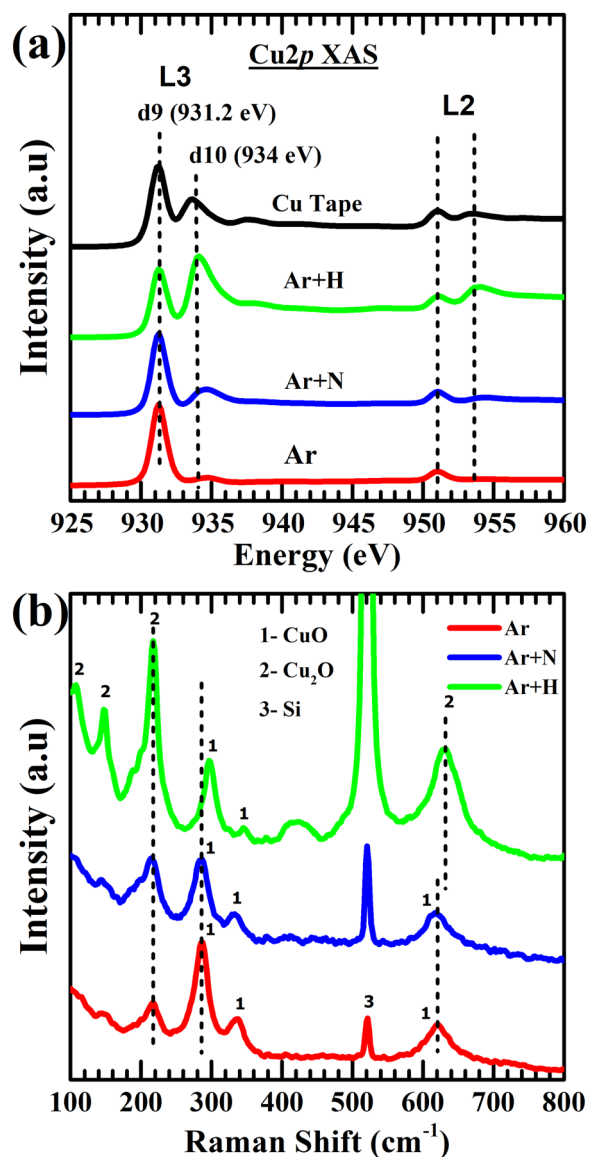 (a)
Cu2p XAS
L3
L2
d9 (931.2 eV)
d10 (934 eV)
Cu Tape
Ar+H
Ar+N
Ar
Intensity (a.u)
925 930 935 940 945 950 955 960
Energy (eV)
(b)
1- CuO
2- Cu₂O
3- Si
Ar
Ar+N
Ar+H
2 2 2 1 1 2
1 1 1
1 1 3 1
Intensity (a.u)
100 200 300 400 500 600 700 800
Raman Shift (cm⁻¹)